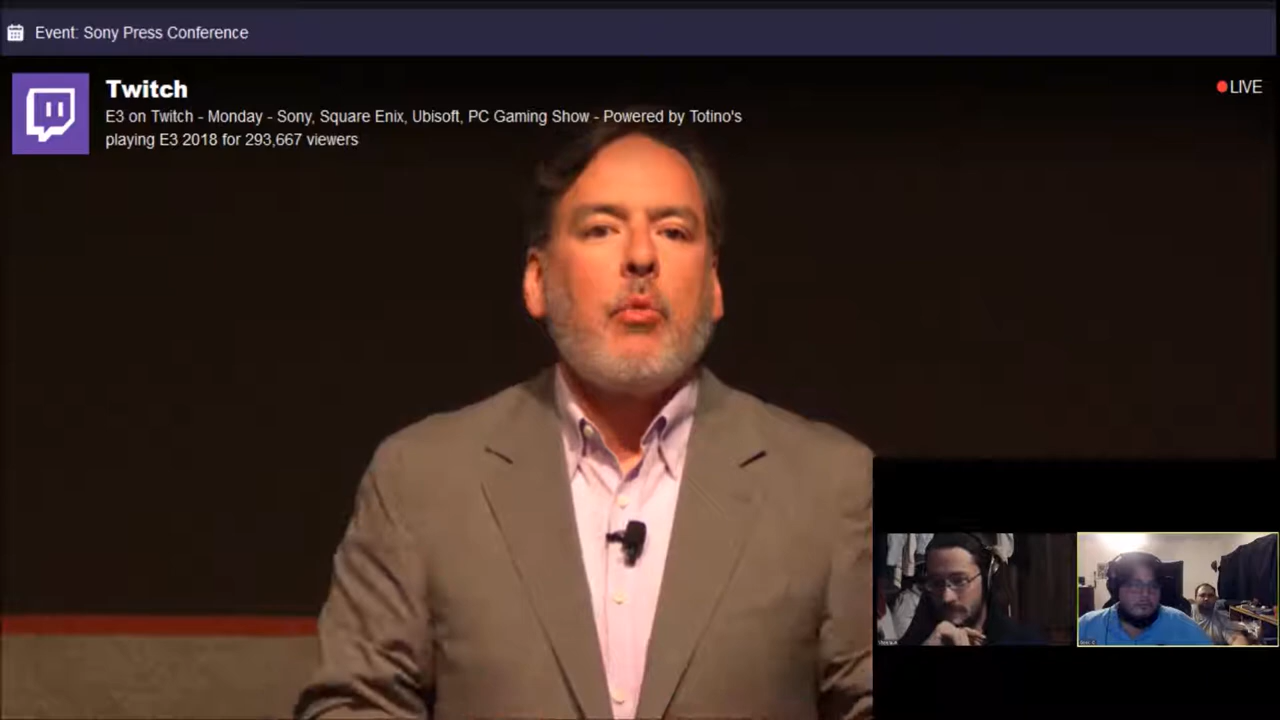 Event: Sony Press Conference
Twitch
LIVE
E3 on Twitch - Monday - Sony, Square Enix, Ubisoft, PC Gaming Show - Powered by Totino's
playing E3 2018 for 293,667 viewers